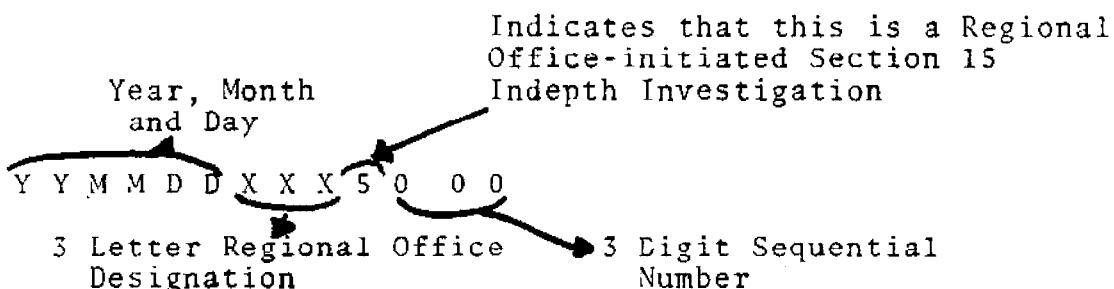 Indicates that this is a Regional
Office-initiated Section 15
Indepth Investigation
Year, Month
and Day
Y Y M M D D X X X 5 0 0 0
3 Letter Regional Office
Designation
3 Digit Sequential
Number